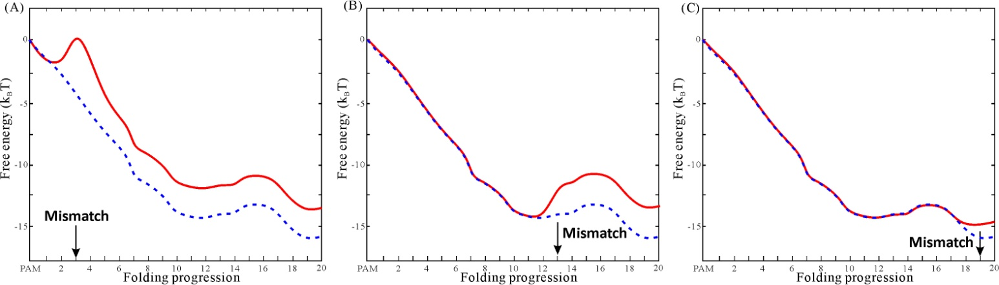 (A)
Free energy (kBT)
0
-5
-10
-15
Mismatch
PAM 2 4 6 8 10 12 14 16 18 20
Folding progression
(B)
Free energy (kBT)
0
-5
-10
-15
Mismatch
PAM 2 4 6 8 10 12 14 16 18 20
Folding progression
(C)
Free energy (kBT)
0
-5
-10
-15
Mismatch
PAM 2 4 6 8 10 12 14 16 18 20
Folding progression